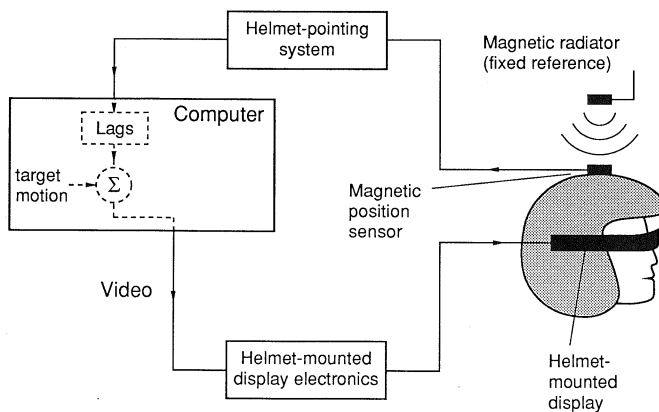 Helmet-pointing
system
Magnetic radiator
(fixed reference)
Computer
Lags
target
motion
Σ
Magnetic
position
sensor
Video
Helmet-mounted
display electronics
Helmet-
mounted
display